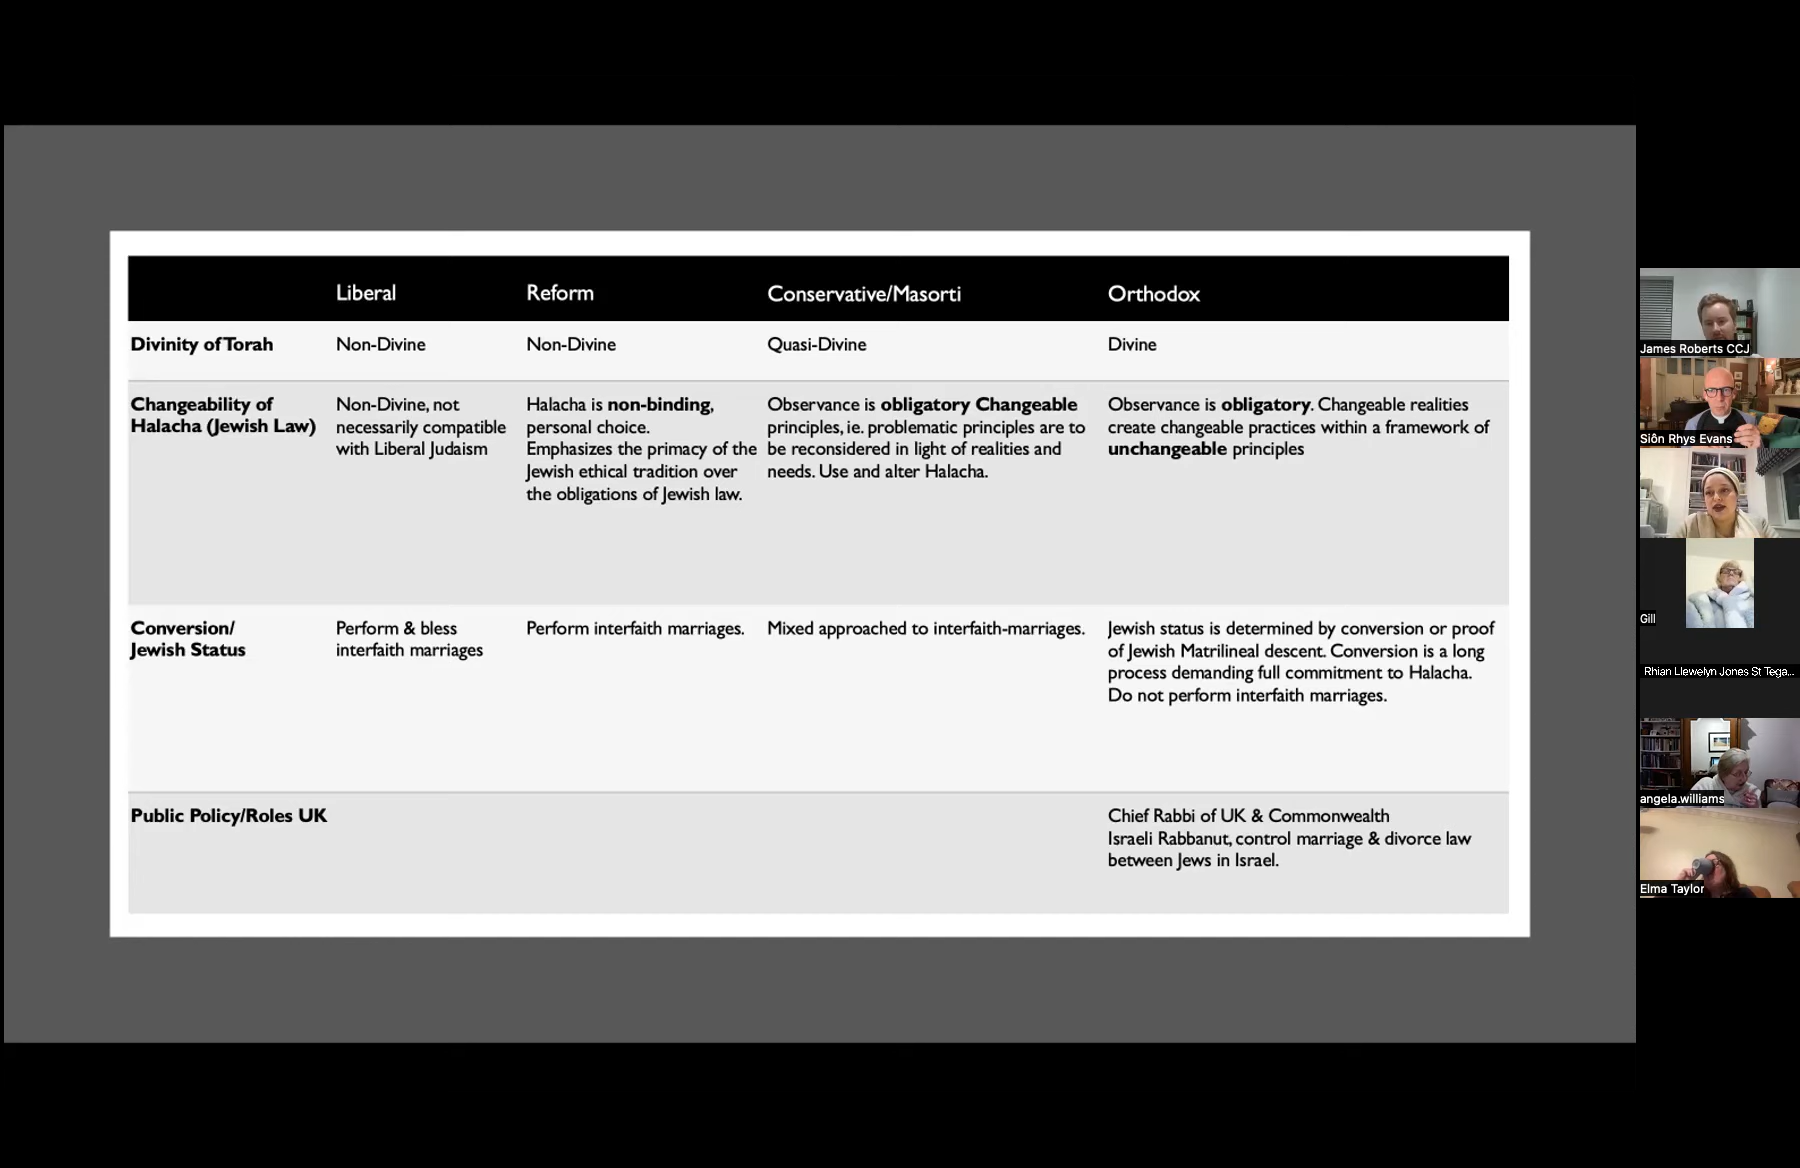 Liberal
Reform
Conservative/Masorti
Orthodox
Divinity of Torah
Non-Divine
Non-Divine
Quasi-Divine
Divine
Changeability of
Halacha (Jewish Law)
Non-Divine, not
necessarily compatible
with Liberal Judaism
Halacha is non-binding,
personal choice.
Emphasizes the primacy of the
Jewish ethical tradition over
the obligations of Jewish law.
Observance is obligatory Changeable
principles, ie. problematic principles are to
be reconsidered in light of realities and
needs. Use and alter Halacha.
Observance is obligatory. Changeable realities
create changeable practices within a framework of
unchangeable principles
Conversion/
Jewish Status
Perform & bless
interfaith marriages
Perform interfaith marriages.
Mixed approached to interfaith-marriages.
Jewish status is determined by conversion or proof
of Jewish Matrilineal descent. Conversion is a long
process demanding full commitment to Halacha.
Do not perform interfaith marriages.
Public Policy/Roles UK
Chief Rabbi of UK & Commonwealth
Israeli Rabbanut, control marriage & divorce law
between Jews in Israel.
James Roberts CCJ
Siôn Rhys Evans
Gill
Rhian Llewelyn Jones St Tega...
angela.williams
Elma Taylor